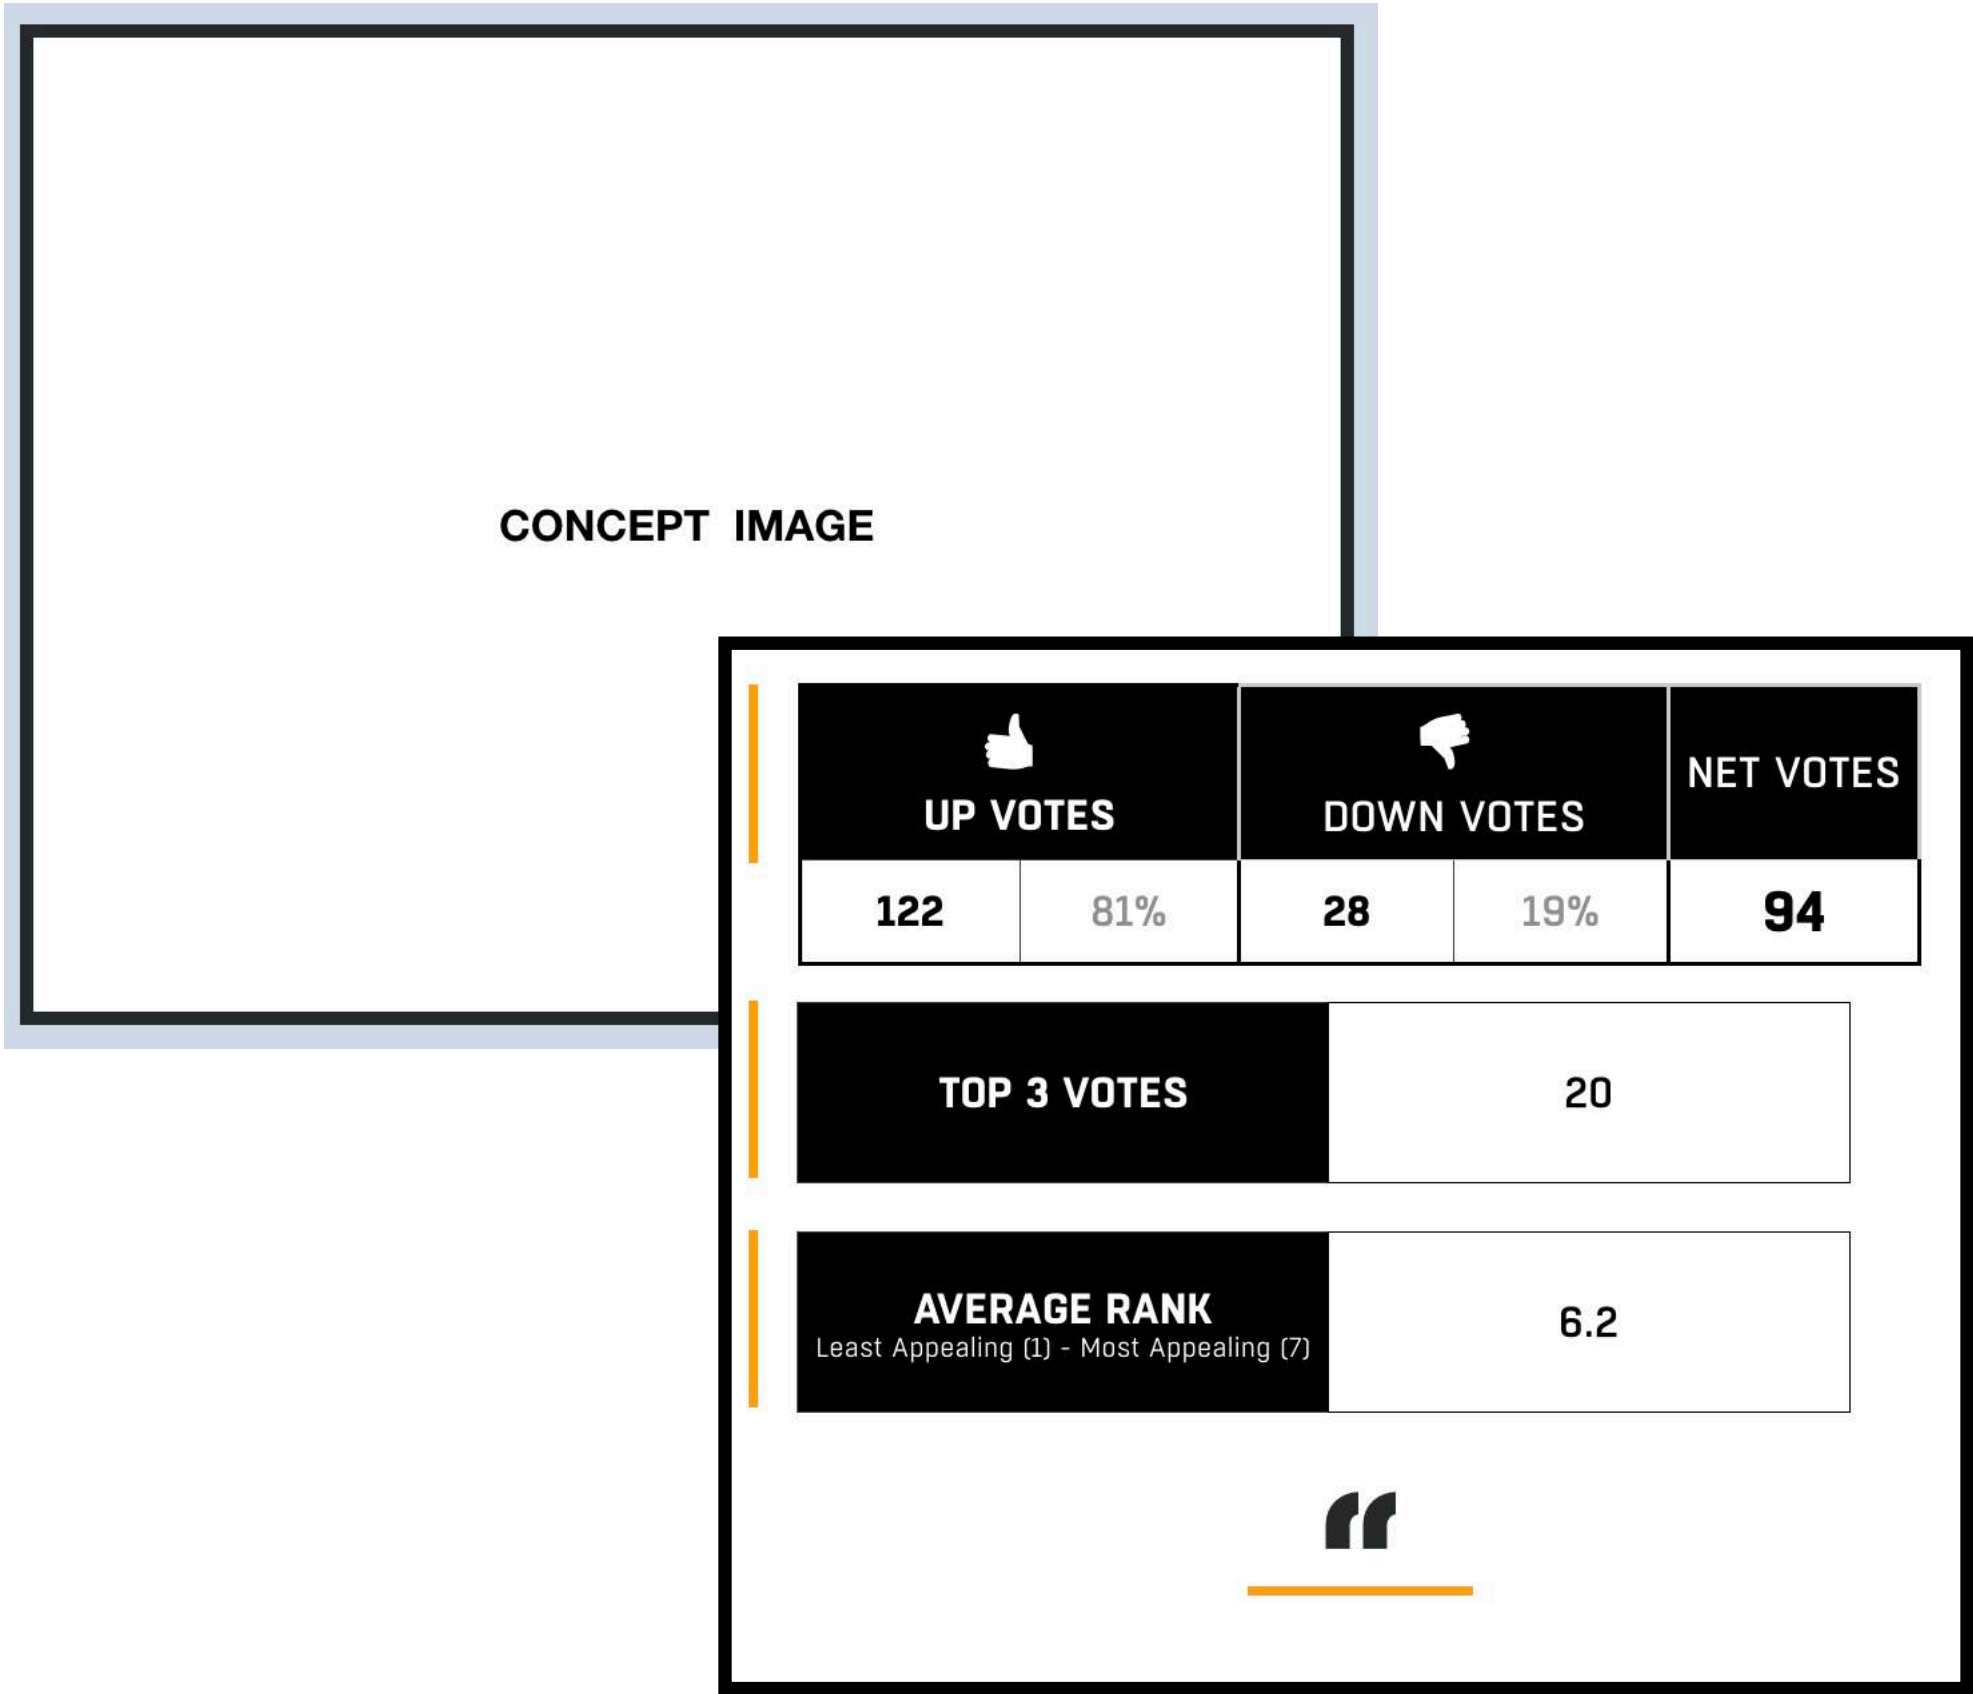 CONCEPT IMAGE
UP VOTES
DOWN VOTES
NET VOTES
122 81% 28 19% 94
TOP 3 VOTES 20
AVERAGE RANK
Least Appealing (1) - Most Appealing (7)
6.2
“